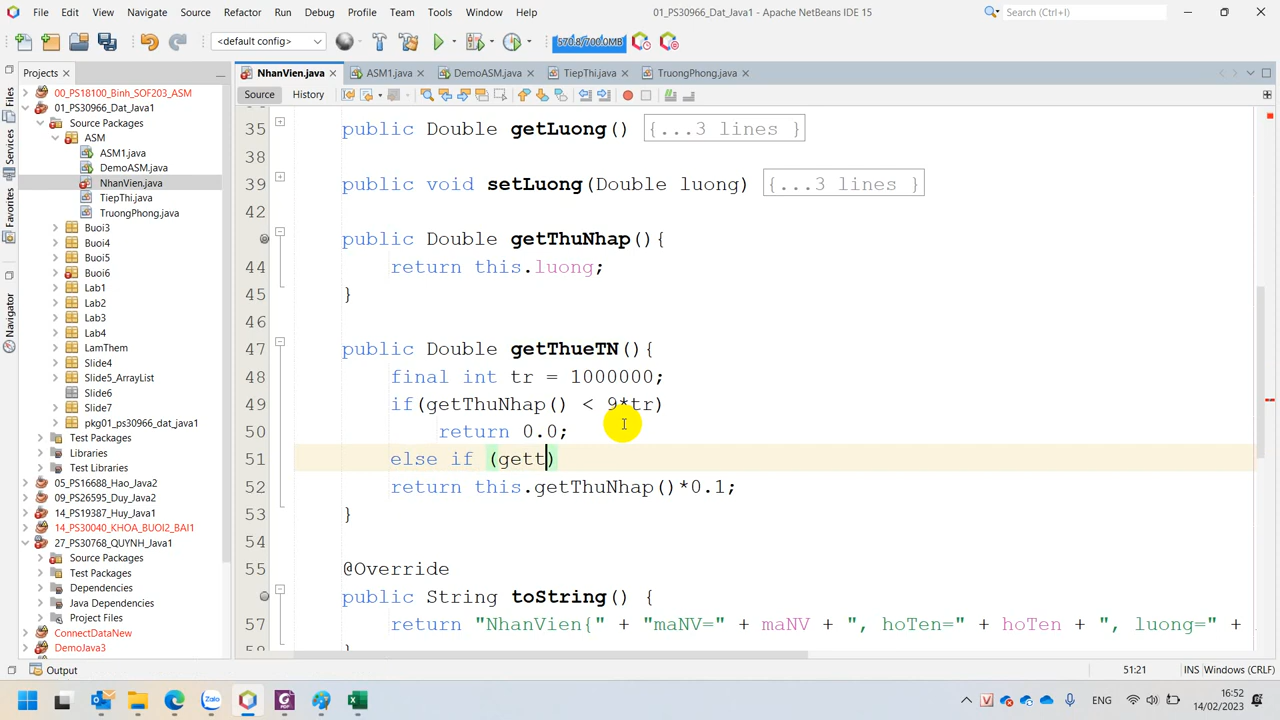 File Edit View Navigate Source Refactor Run Debug Profile Team Tools Window Help
01_PS30966_Dat_Java1 - Apache NetBeans IDE 15
Search (Ctrl+I)
<default config>
570.8/700.0MB
Projects
NhanVien.java
ASM1.java
DemoASM.java
TiepThi.java
TruongPhong.java
Source History
Files
Services
Favorites
Navigator
00_PS18100_Binh_SOF203_ASM
01_PS30966_Dat_Java1
Source Packages
ASM
ASM1.java
DemoASM.java
NhanVien.java
TiepThi.java
TruongPhong.java
Buoi3
Buoi4
Buoi5
Buoi6
Lab1
Lab2
Lab3
Lab4
LamThem
Slide4
Slide5_ArrayList
Slide6
Slide7
pkg01_ps30966_dat_java1
Test Packages
Libraries
Test Libraries
05_PS16688_Hao_Java2
09_PS26595_Duy_Java2
14_PS19387_Huy_Java1
14_PS30040_KHOA_BUOI2_BAI1
27_PS30768_QUYNH_Java1
Source Packages
Test Packages
Dependencies
Java Dependencies
Project Files
ConnectDataNew
DemoJava3
35 public Double getLuong() {...3 lines }
38
39 public void setLuong(Double luong) {...3 lines }
42
public Double getThuNhap(){
44 return this.luong;
45 }
46
47 public Double getThueTN(){
48 final int tr = 1000000;
49 if(getThuNhap() < 9*tr)
50 return 0.0;
51 else if (gett)
52 return this.getThuNhap()*0.1;
53 }
54
55 @Override
public String toString() {
57 return "NhanVien{" + "maNV=" + maNV + ", hoTen=" + hoTen + ", luong=" +
Output
51:21
INS
Windows (CRLF)
ENG
16:52
14/02/2023